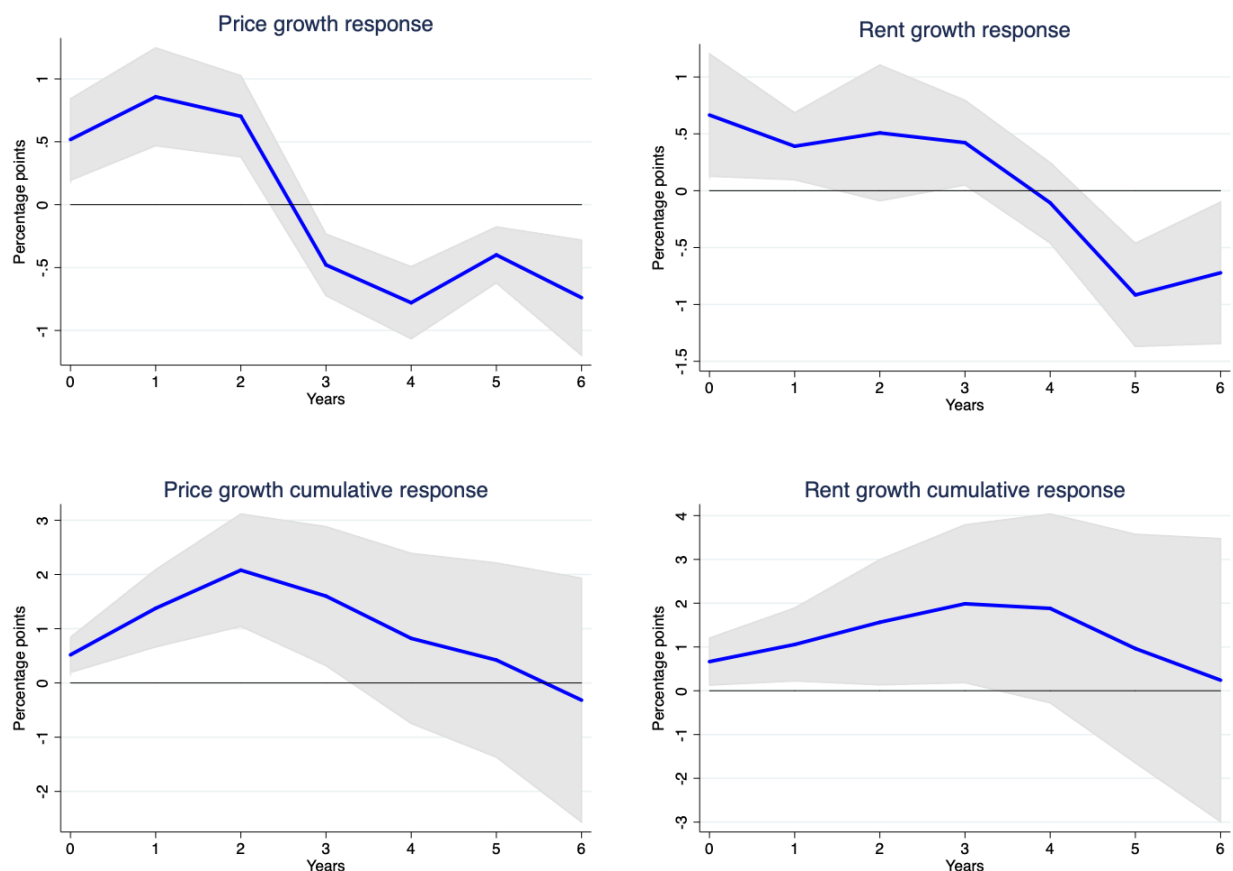 Price growth response
Percentage points
1
.5
0
-.5
-1
0 1 2 3 4 5 6
Years
Rent growth response
Percentage points
1
.5
0
-.5
-1
-1.5
0 1 2 3 4 5 6
Years
Price growth cumulative response
Percentage points
3
2
1
0
-1
-2
0 1 2 3 4 5 6
Years
Rent growth cumulative response
Percentage points
4
3
2
1
0
-1
-2
-3
0 1 2 3 4 5 6
Years